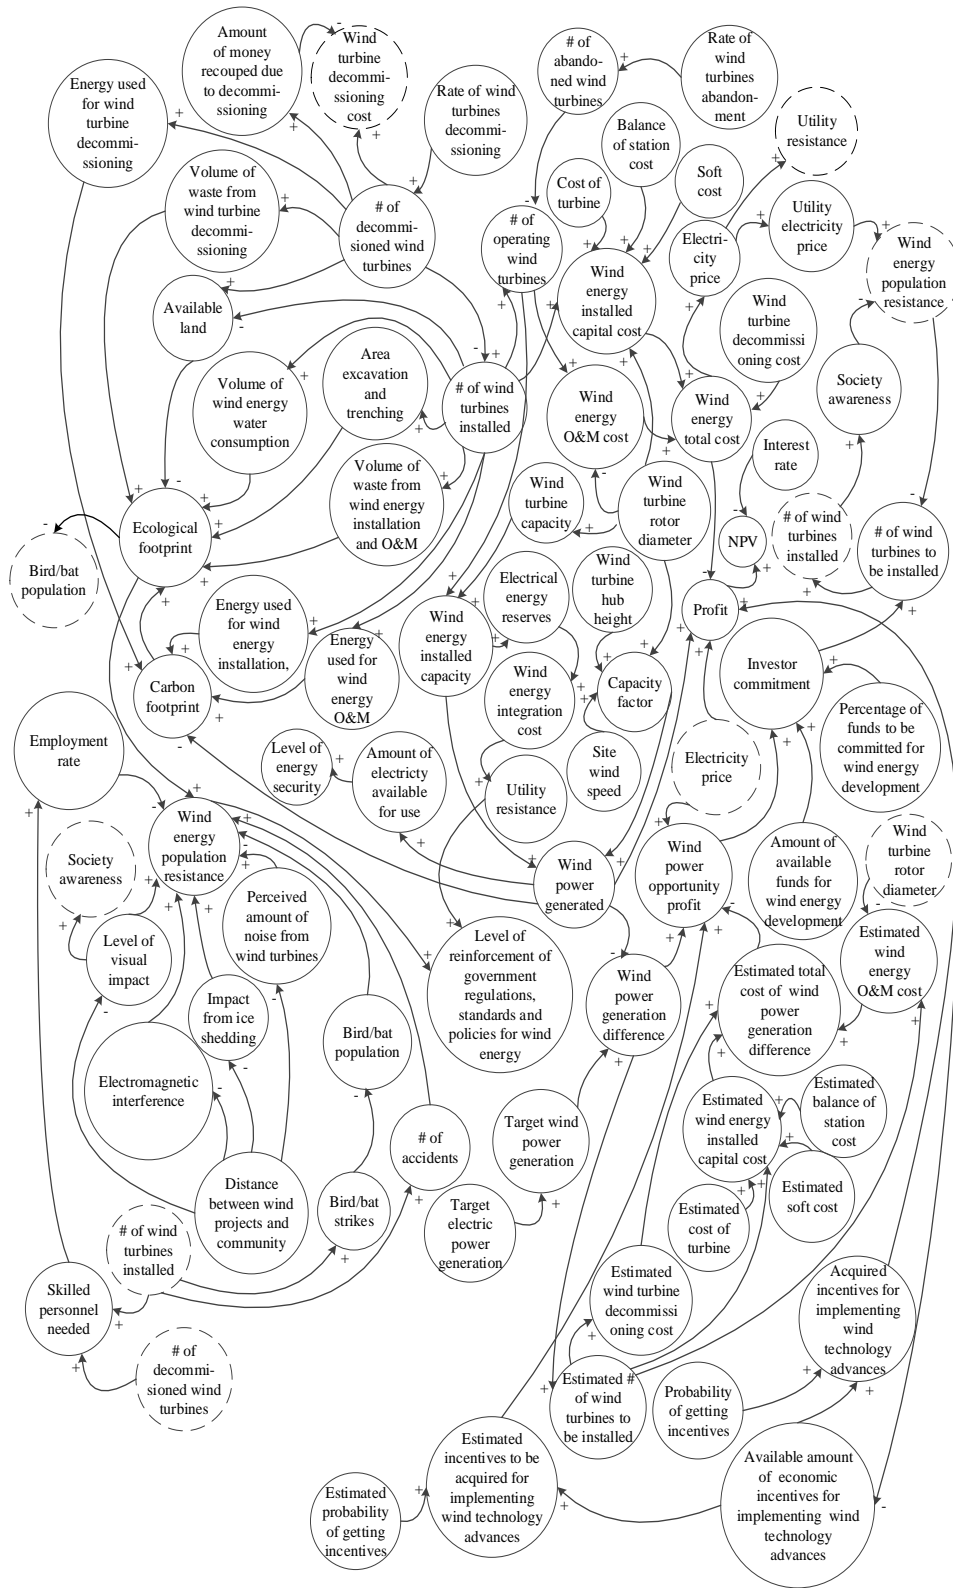 Amount
of money
recouped due
to decommi-
ssioning
Wind
turbine
decommi-
ssioning
cost
# of
abando-
ned wind
turbines
Rate of
wind
turbines
abandon-
ment
Energy used
for wind
turbine
decommi-
ssioning
Rate of wind
turbines
decommi-
ssioning
Balance
of station
cost
Utility
resistance
Volume of
waste from
wind turbine
decommi-
ssioning
# of
decommi-
ssioned wind
turbines
Cost of
turbine
Soft
cost
# of
operating
wind
turbines
Electri-
city
price
Utility
electricity
price
Wind
energy
population
resistance
Available
land
Wind
energy
installed
capital cost
Wind
turbine
decommissi
oning cost
Volume of
wind energy
water
consumption
Area
excavation
and
trenching
# of wind
turbines
installed
Wind
energy
O&M cost
Wind
energy
total cost
Society
awareness
Interest
rate
Volume of
waste from
wind energy
installation
and O&M
Wind
turbine
capacity
Wind
turbine
rotor
diameter
# of wind
turbines
installed
# of
wind
turbines to
be installed
NPV
Ecological
footprint
Bird/bat
population
Electrical
energy
reserves
Wind
turbine
hub
height
Profit
Energy used
for wind
energy
installation,
Energy
used for
wind
energy
O&M
Wind
energy
installed
capacity
Investor
commitment
Carbon
footprint
Wind
energy
integration
cost
Capacity
factor
Percentage of
funds to be
committed for
wind energy
development
Employment
rate
Level of
energy
security
Amount of
electricty
available
for use
Site
wind
speed
Electricity
price
Utility
resistance
Wind
energy
population
resistance
Society
awareness
Wind
power
generated
Wind
power
opportunity
profit
Amount of
available
funds for
wind energy
development
Wind
turbine
rotor
diameter
Perceived
amount of
noise from
wind turbines
Level of
visual
impact
Level of
reinforcement of
government
regulations,
standards and
policies for wind
energy
Wind
power
generation
difference
Estimated total
cost of wind
power
generation
difference
Estimated
wind
energy
O&M cost
Impact
from ice
shedding
Bird/bat
population
Electromagnetic
interference
Estimated
wind energy
installed
capital cost
Estimated
balance of
station
cost
# of
accidents
Target wind
power
generation
Distance
between wind
projects and
community
Bird/bat
strikes
Target
electric
power
generation
Estimated
cost of
turbine
Estimated
soft cost
# of wind
turbines
installed
Skilled
personnel
needed
Estimated
wind turbine
decommissi
oning cost
Acquired
incentives for
implementing
wind
technology
advances
# of
decommi-
ssioned wind
turbines
Estimated #
of wind
turbines to
be installed
Probability
of getting
incentives
Estimated
incentives to be
acquired for
implementing
wind technology
advances
Available amount
of economic
incentives for
implementing wind
technology
advances
Estimated
probability
of getting
incentives